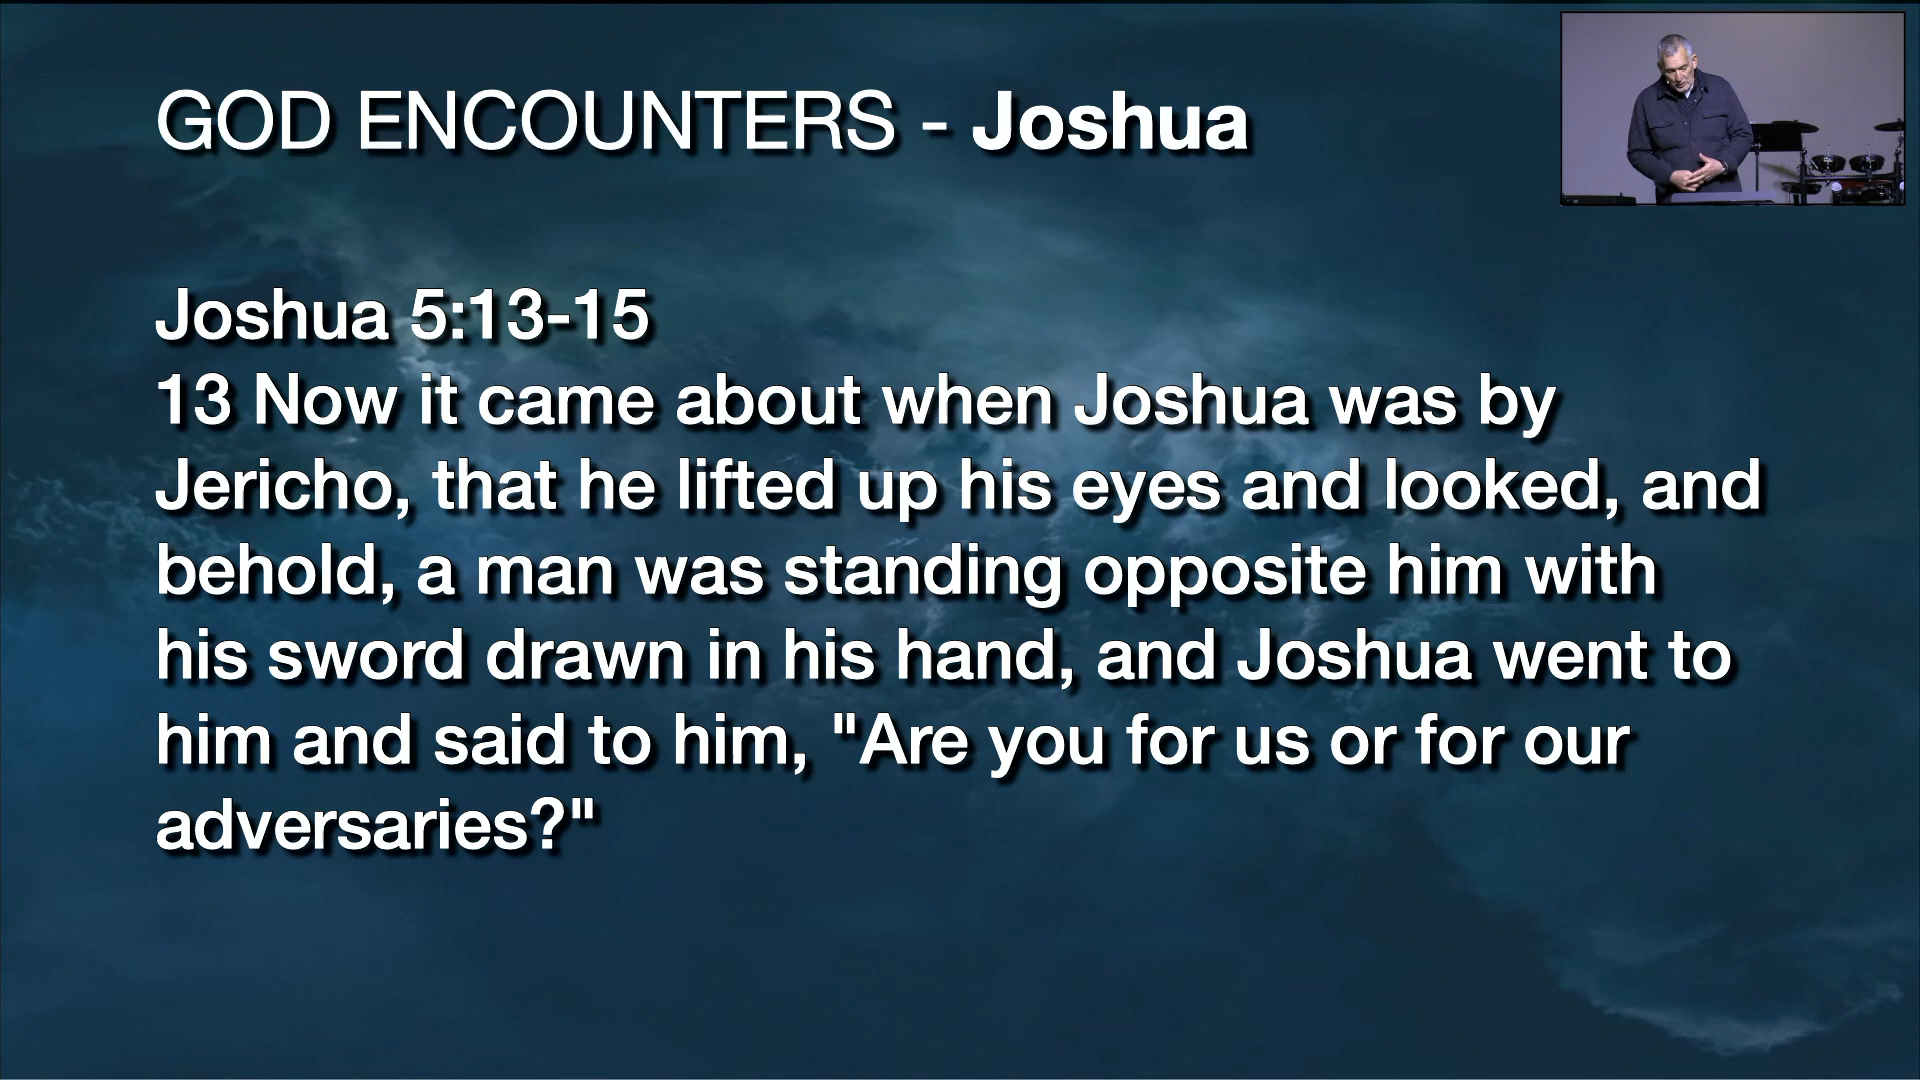 GOD ENCOUNTERS - Joshua
Joshua 5:13-15
13 Now it came about when Joshua was by
Jericho, that he lifted up his eyes and looked, and
behold, a man was standing opposite him with
his sword drawn in his hand, and Joshua went to
him and said to him, "Are you for us or for our
adversaries?"